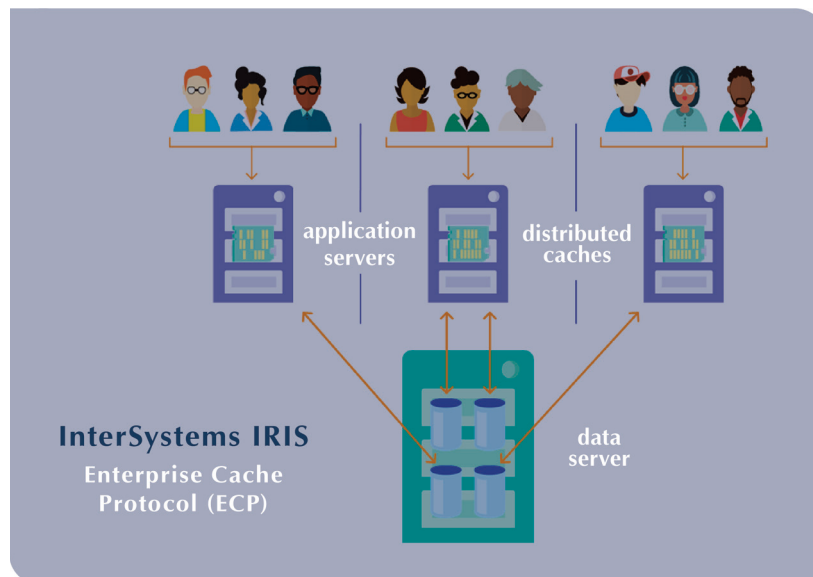 application
servers
distributed
caches
InterSystems IRIS
Enterprise Cache
Protocol (ECP)
data
server